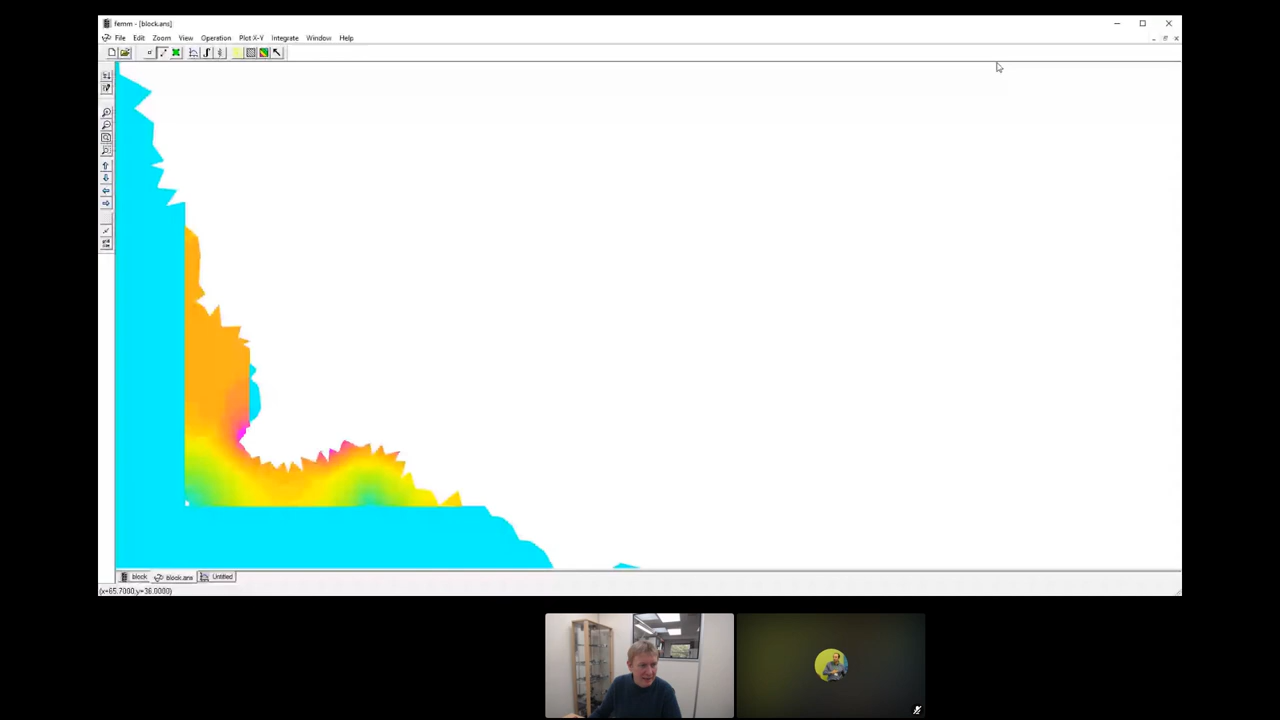 femm - [block.ans]
File Edit View Zoom Operation Plot X-Y Integrate Window Help
block block.ans Untitled
(x=65.7000,y=36.0000)